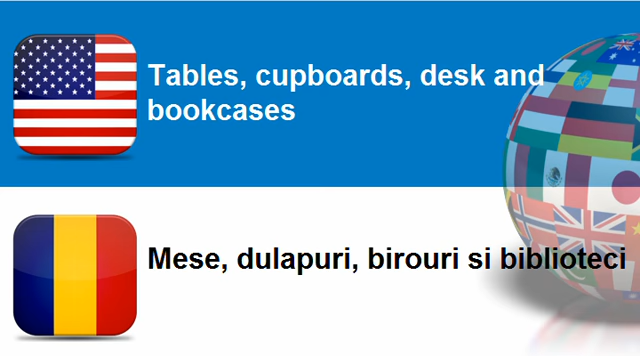 Tables, cupboards, desk and
bookcases
Mese, dulapuri, birouri si biblioteci